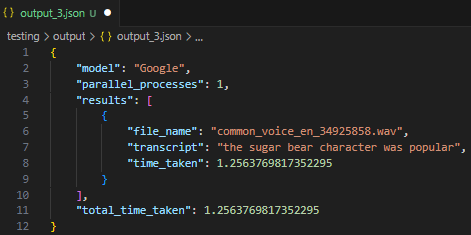 {} output_3.json U ●
testing > output > {} output_3.json > ...
1 {
2     "model": "Google",
3     "parallel_processes": 1,
4     "results": [
5         {
6             "file_name": "common_voice_en_34925858.wav",
7             "transcript": "the sugar bear character was popular",
8             "time_taken": 1.2563769817352295
9         }
10     ],
11     "total_time_taken": 1.2563769817352295
12 }